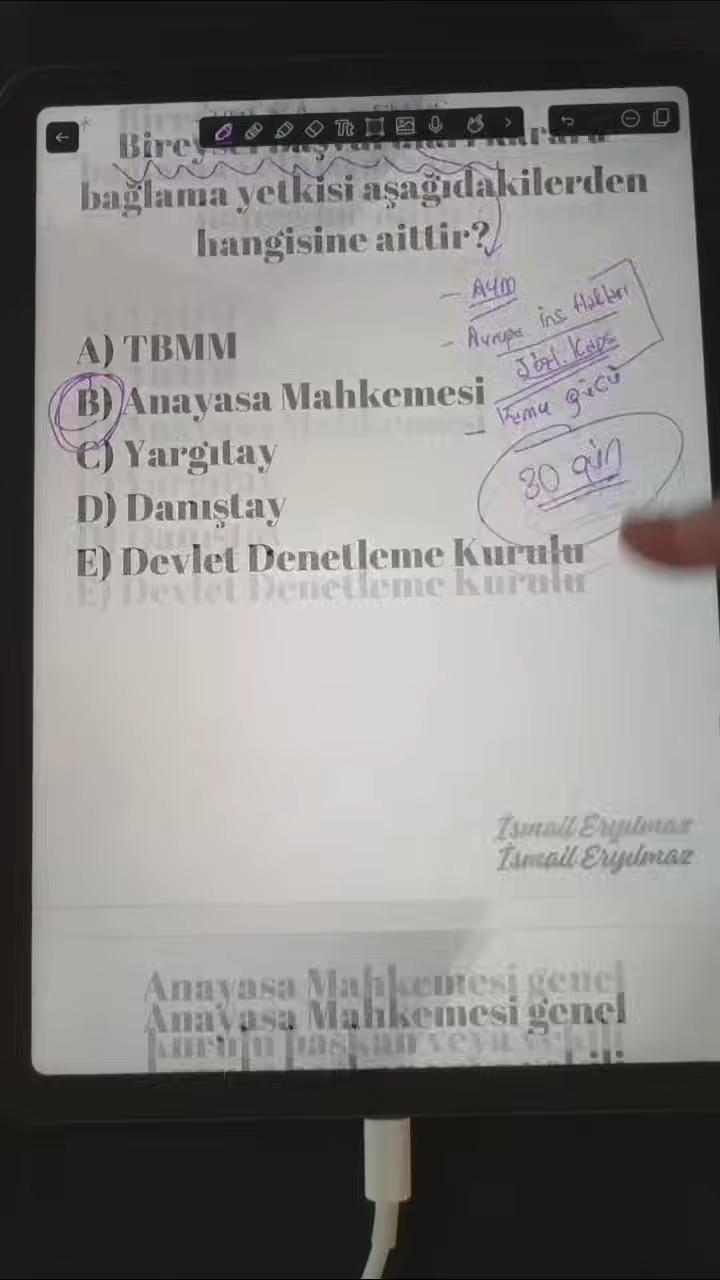 bağlama yetkisi aşağıdakilerden
hangisine aittir?
- AYM
- Avrupa ins Hakları
Sözl. Kaps
- Kamu gücü
30 gün
A) TBMM
B) Anayasa Mahkemesi
C) Yargıtay
D) Danıştay
E) Devlet Denetleme Kurulu
İsmail Eryılmaz
Anayasa Mahkemesi genel